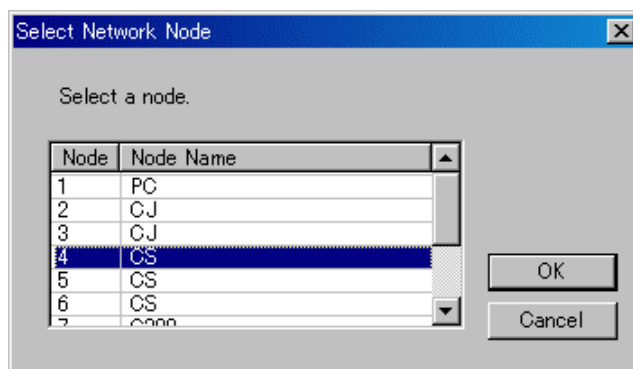 Select Network Node
Select a node.
Node Node Name
1 PC
2 CJ
3 CJ
4 CS
5 CS
6 CS
OK
Cancel